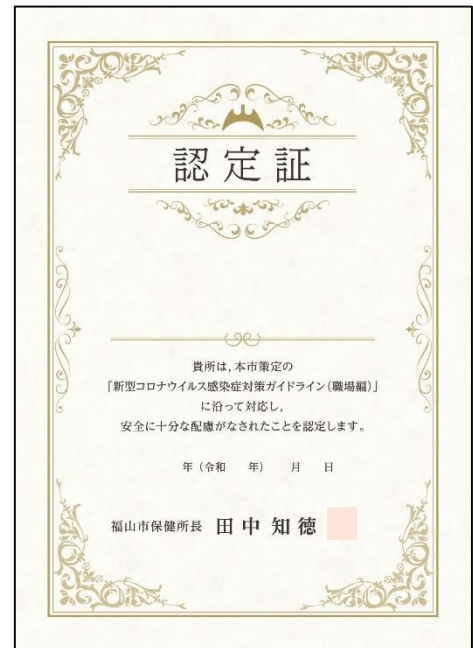 認定証
貴所は,本市策定の
「新型コロナウイルス感染症対策ガイドライン(職場編)」
に沿って対応し,
安全に十分な配慮がなされたことを認定します。
年(令和　年)　月　日
福山市保健所長　田中知徳